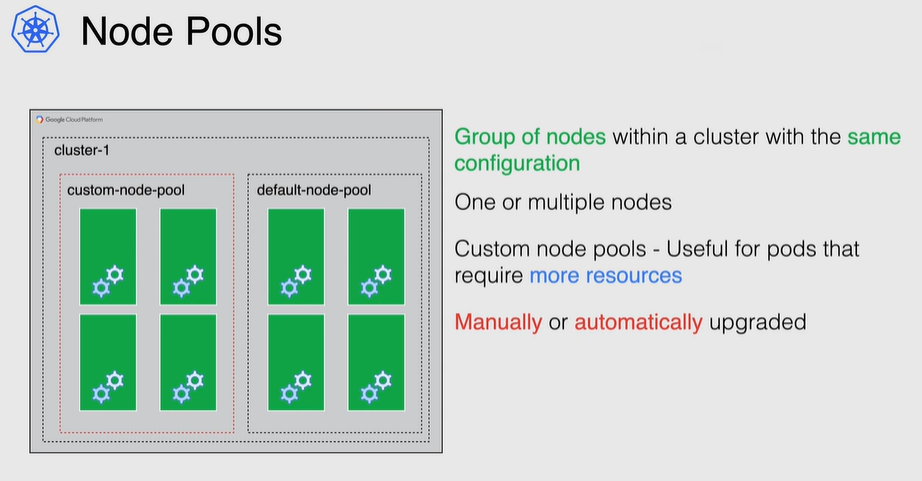 Node Pools
Google Cloud Platform
cluster-1
custom-node-pool
default-node-pool
Group of nodes within a cluster with the same
configuration
One or multiple nodes
Custom node pools - Useful for pods that
require more resources
Manually or automatically upgraded